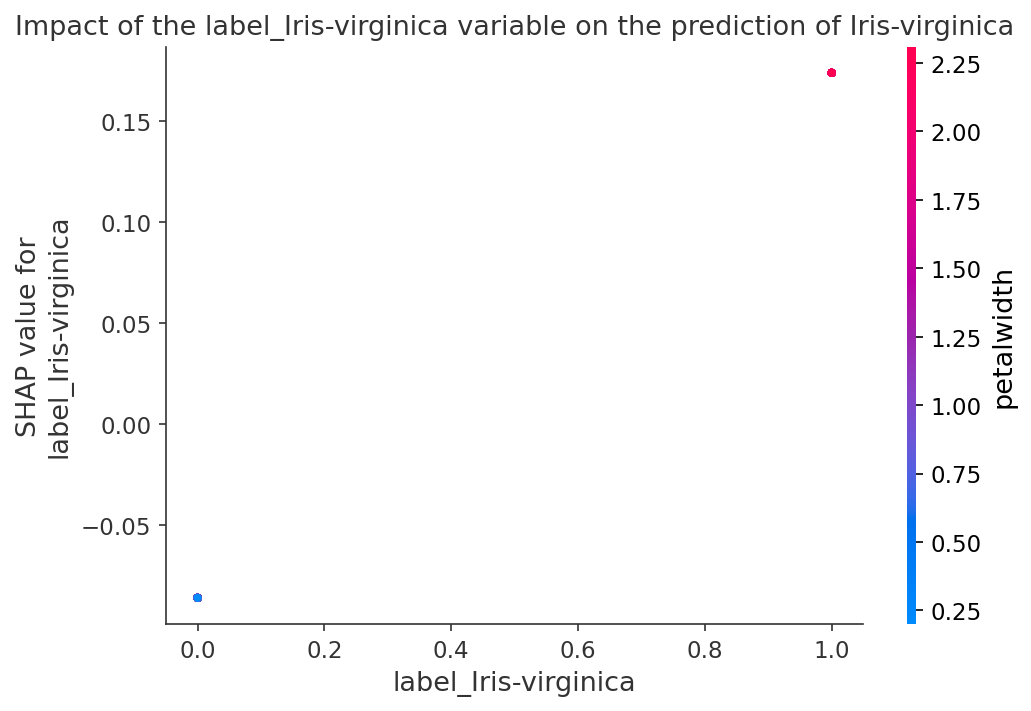 Impact of the label_Iris-virginica variable on the prediction of Iris-virginica
SHAP value for
label_Iris-virginica
0.15
0.10
0.05
0.00
−0.05
0.0 0.2 0.4 0.6 0.8 1.0
label_Iris-virginica
2.25
2.00
1.75
1.50
1.25
1.00
0.75
0.50
0.25
petalwidth